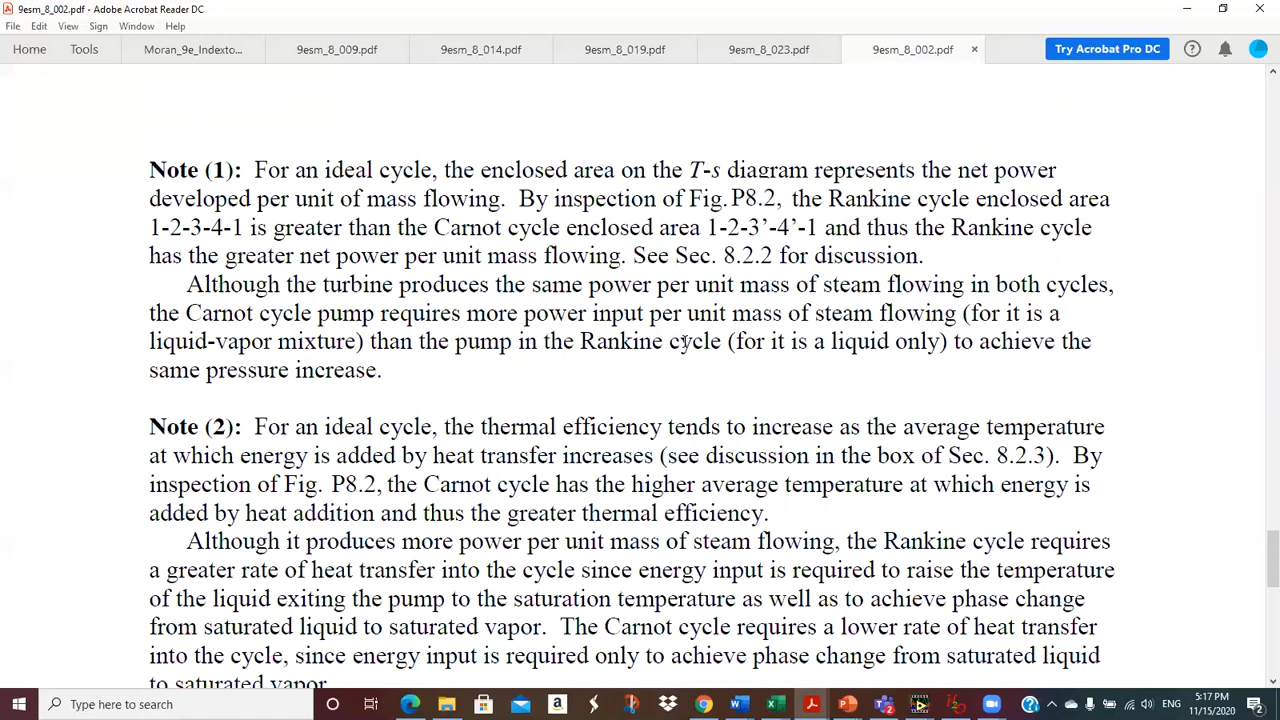 9esm_8_002.pdf - Adobe Acrobat Reader DC
File Edit View Sign Window Help
Home Tools Moran_9e_Indexto... 9esm_8_009.pdf 9esm_8_014.pdf 9esm_8_019.pdf 9esm_8_023.pdf 9esm_8_002.pdf × Try Acrobat Pro DC
Note (1): For an ideal cycle, the enclosed area on the T-s diagram represents the net power
developed per unit of mass flowing. By inspection of Fig. P8.2, the Rankine cycle enclosed area
1-2-3-4-1 is greater than the Carnot cycle enclosed area 1-2-3’-4’-1 and thus the Rankine cycle
has the greater net power per unit mass flowing. See Sec. 8.2.2 for discussion.
Although the turbine produces the same power per unit mass of steam flowing in both cycles,
the Carnot cycle pump requires more power input per unit mass of steam flowing (for it is a
liquid-vapor mixture) than the pump in the Rankine cycle (for it is a liquid only) to achieve the
same pressure increase.
Note (2): For an ideal cycle, the thermal efficiency tends to increase as the average temperature
at which energy is added by heat transfer increases (see discussion in the box of Sec. 8.2.3). By
inspection of Fig. P8.2, the Carnot cycle has the higher average temperature at which energy is
added by heat addition and thus the greater thermal efficiency.
Although it produces more power per unit mass of steam flowing, the Rankine cycle requires
a greater rate of heat transfer into the cycle since energy input is required to raise the temperature
of the liquid exiting the pump to the saturation temperature as well as to achieve phase change
from saturated liquid to saturated vapor. The Carnot cycle requires a lower rate of heat transfer
into the cycle, since energy input is required only to achieve phase change from saturated liquid
to saturated vapor.
Type here to search
ENG
5:17 PM
11/15/2020